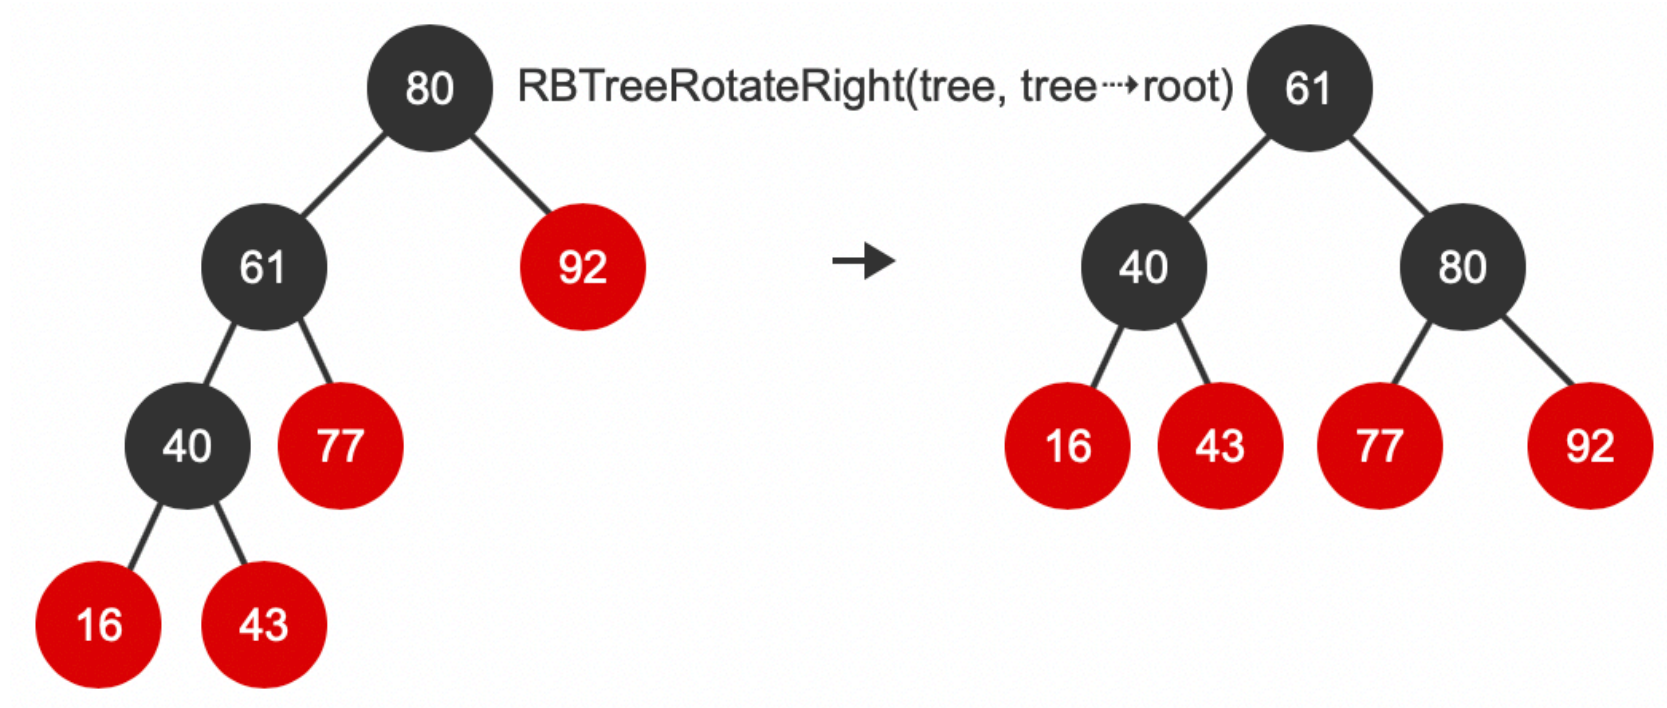 80 RBTreeRotateRight(tree, tree⇢root) 61
61 92 40 80
40 77 16 43 77 92
16 43